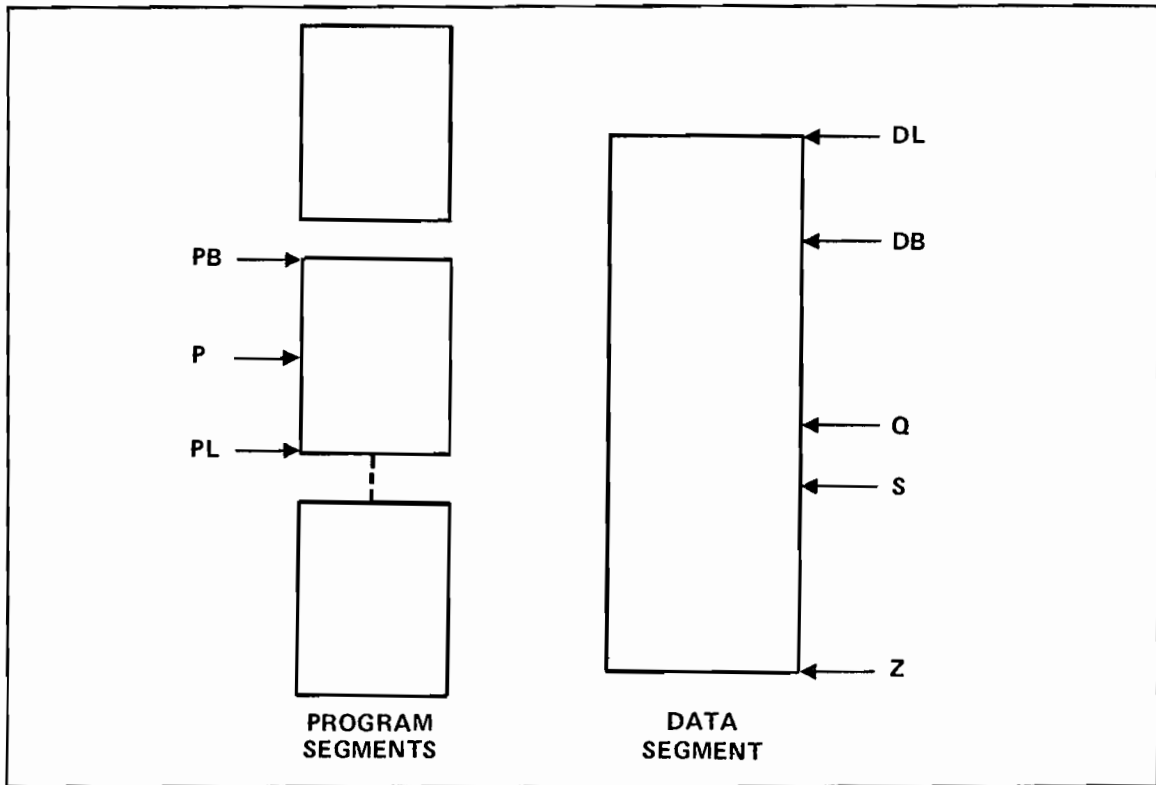 DL
PB
DB
P
Q
PL
S
Z
PROGRAM
SEGMENTS
DATA
SEGMENT